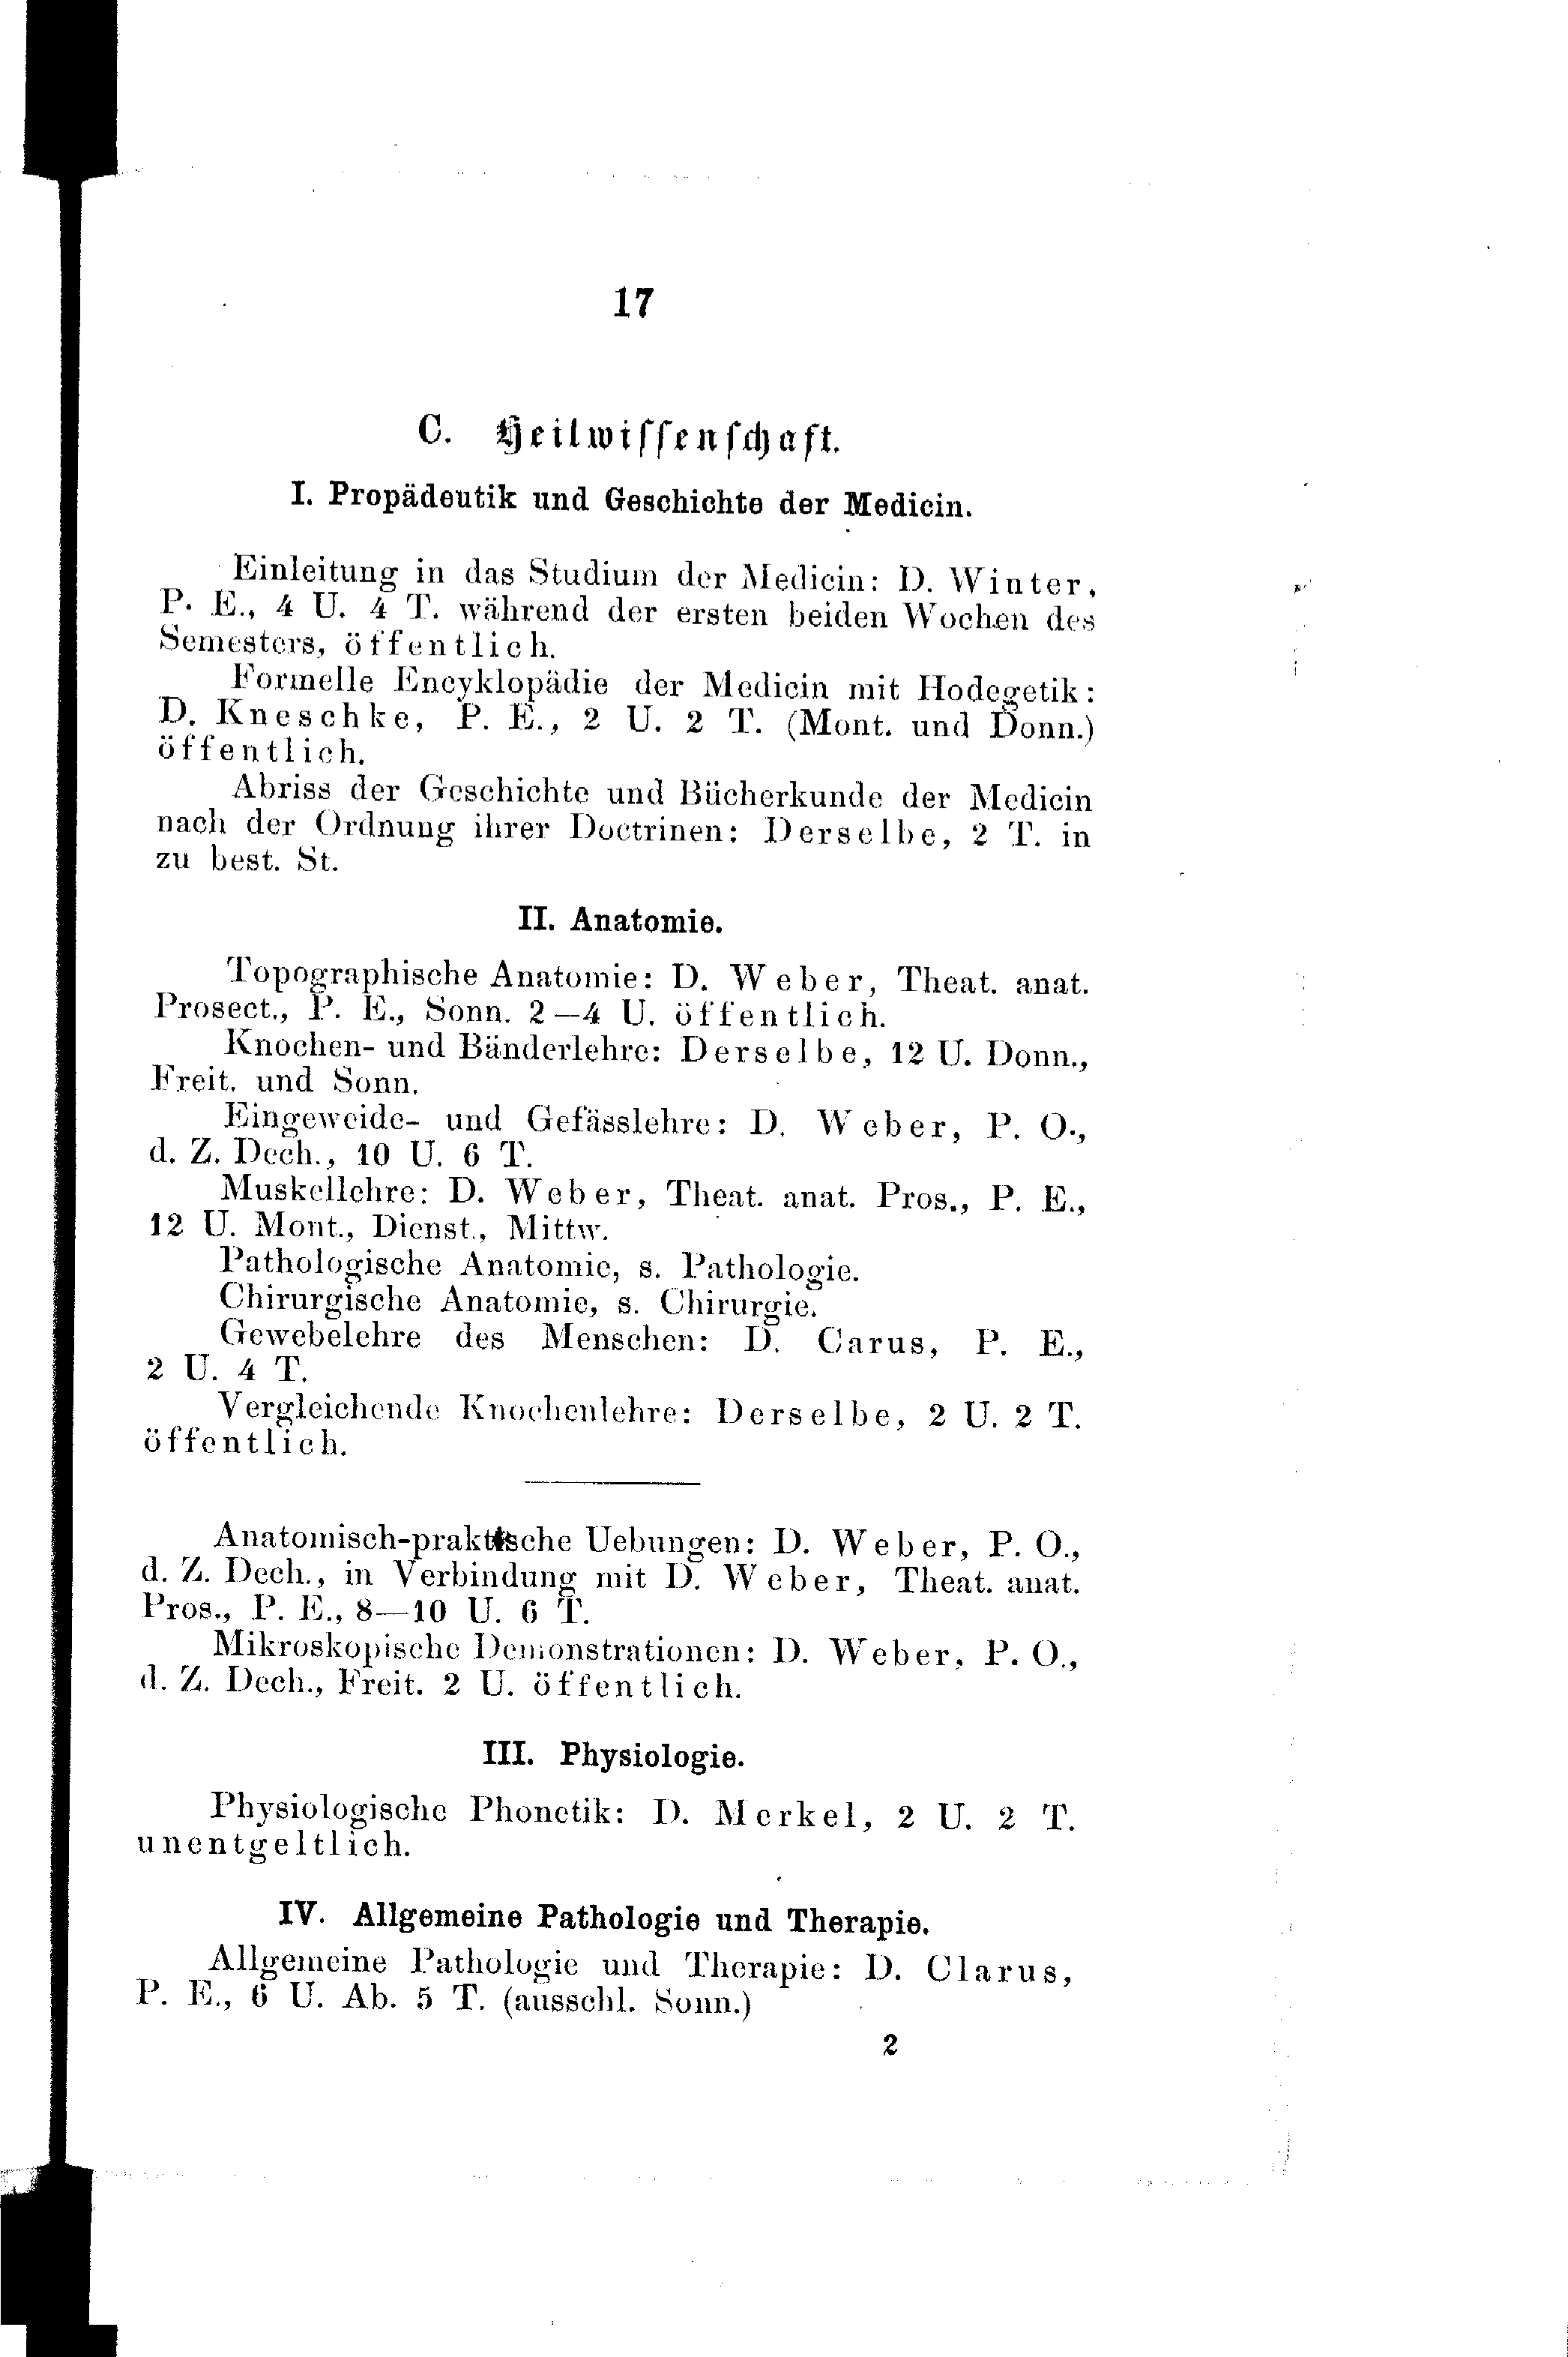 17
C. Heilwissenschaft.
I. Propädeutik und Geschichte der Medicin.
Einleitung in das Studium der Medicin: D. Winter,
P. E., 4 U. 4 T. während der ersten beiden Wochen des
Semesters, öffentlich.
Formelle Encyklopädie der Medicin mit Hodegetik:
D. Kneschke, P. E., 2 U. 2 T. (Mont. und Donn.)
öffentlich.
Abriss der Geschichte und Bücherkunde der Medicin
nach der Ordnung ihrer Doctrinen: Derselbe, 2 T. in
zu best. St.
II. Anatomie.
Topographische Anatomie: D. Weber, Theat. anat.
Prosect., P. E., Sonn. 2—4 U. öffentlich.
Knochen- und Bänderlehre: Derselbe, 12 U. Donn.,
Freit. und Sonn.
Eingeweide- und Gefässlehre: D. Weber, P. O.,
d. Z. Dech., 10 U. 6 T.
Muskellehre: D. Weber, Theat. anat. Pros., P. E.,
12 U. Mont., Dienst., Mittw.
Pathologische Anatomie, s. Pathologie.
Chirurgische Anatomie, s. Chirurgie.
Gewebelehre des Menschen: D. Carus, P. E.,
2 U. 4 T.
Vergleichende Knochenlehre: Derselbe, 2 U. 2 T.
öffentlich.
Anatomisch-praktische Uebungen: D. Weber, P. O.,
d. Z. Dech., in Verbindung mit D. Weber, Theat. anat.
Pros., P. E., 8—10 U. 6 T.
Mikroskopische Demonstrationen: D. Weber, P. O.,
d. Z. Dech., Freit. 2 U. öffentlich.
III. Physiologie.
Physiologische Phonetik: D. Merkel, 2 U. 2 T.
unentgeltlich.
IV. Allgemeine Pathologie und Therapie.
Allgemeine Pathologie und Therapie: D. Clarus,
P. E., 6 U. Ab. 5 T. (ausschl. Sonn.)
2